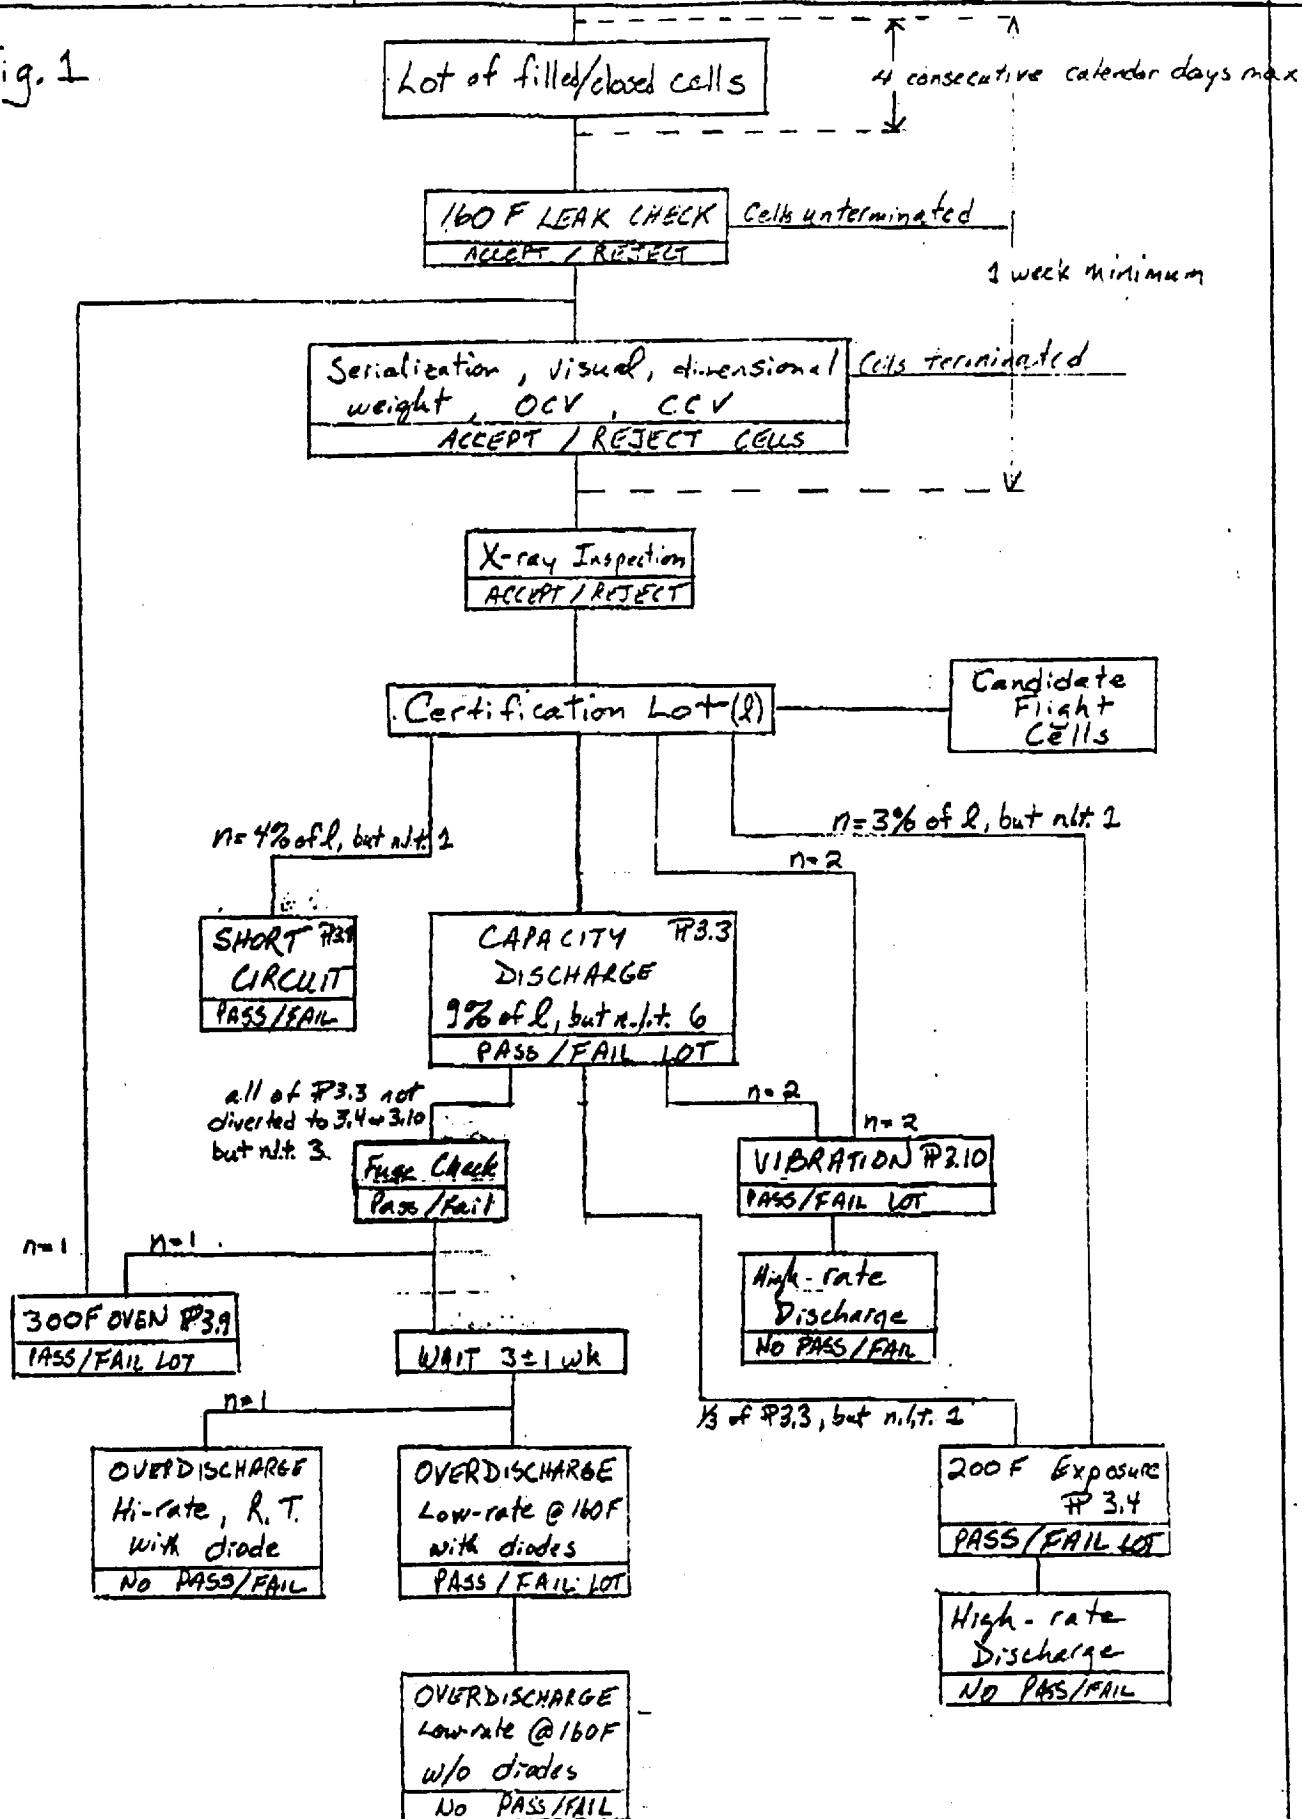 ig. 1
Lot of filled/closed cells
4 consecutive calendar days max
160 F LEAK CHECK
ACCEPT / REJECT
Cells unterminated
1 week minimum
Serialization, visual, dimensional
weight, OCV, CCV
ACCEPT / REJECT CELLS
Cells terminated
X-ray Inspection
ACCEPT / REJECT
Certification Lot (l)
Candidate
Flight
Cells
n=4% of l, but n.l.t. 1
n=3% of l, but n.l.t. 1
n=2
SHORT
CIRCUIT
PASS/FAIL
CAPACITY ¶3.3
DISCHARGE
9% of l, but n.l.t. 6
PASS / FAIL LOT
all of ¶3.3 not
diverted to 3.4 or 3.10
but n.l.t. 3.
n=2
n=2
Fuse Check
Pass / Fail
VIBRATION ¶3.10
PASS/FAIL LOT
n=1
n=1
High-rate
Discharge
NO PASS/FAIL
300F OVEN ¶3.9
PASS/FAIL LOT
WAIT 3±1 wk
n=1
1/3 of ¶3.3, but n.l.t. 1
OVERDISCHARGE
Hi-rate, R.T.
with diode
NO PASS/FAIL
OVERDISCHARGE
Low-rate @ 160F
with diodes
PASS / FAIL LOT
200F Exposure
¶ 3.4
PASS/FAIL LOT
High-rate
Discharge
NO PASS/FAIL
OVERDISCHARGE
Low-rate @ 160F
w/o diodes
No PASS/FAIL